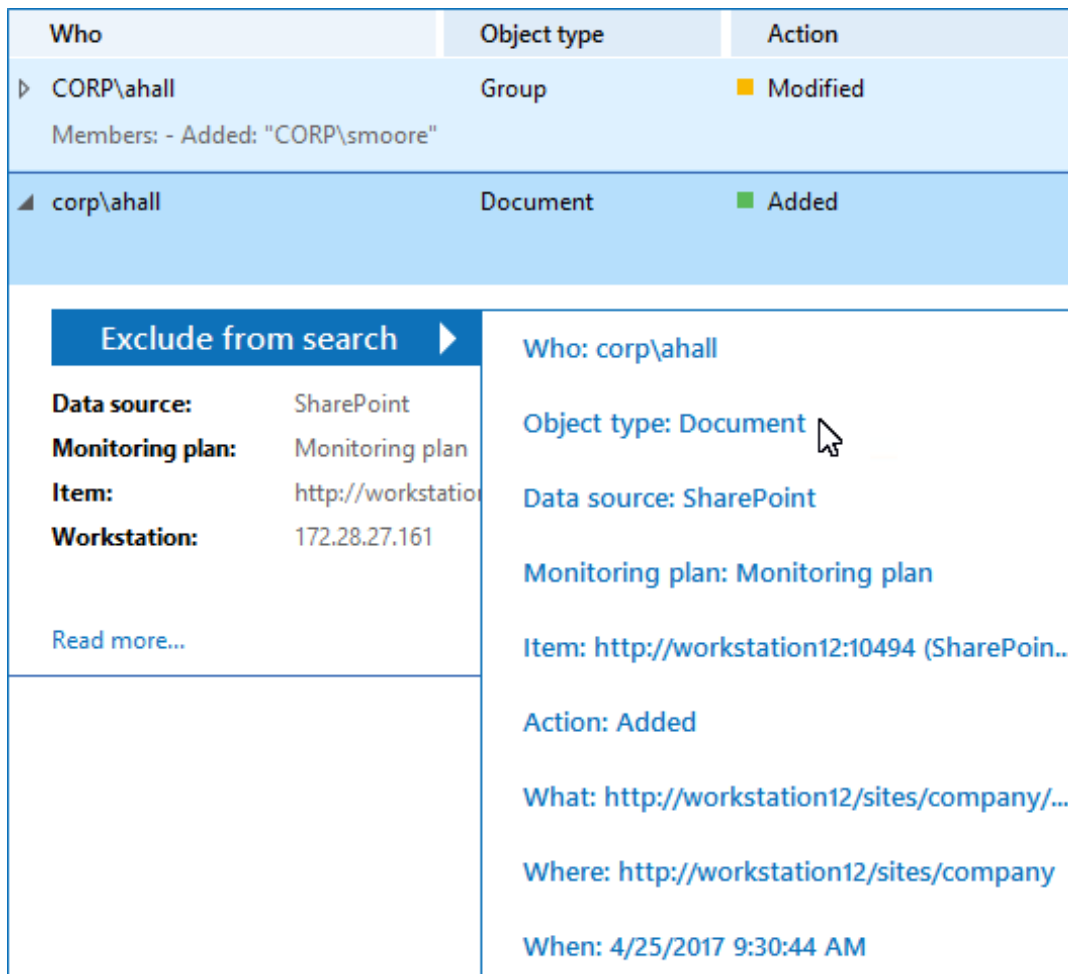 Who Object type Action
CORP\ahall Group Modified
Members: - Added: "CORP\smoore"
corp\ahall Document Added
Exclude from search
Data source: SharePoint
Monitoring plan: Monitoring plan
Item: http://workstation
Workstation: 172.28.27.161
Read more...
Who: corp\ahall
Object type: Document
Data source: SharePoint
Monitoring plan: Monitoring plan
Item: http://workstation12:10494 (SharePoin...
Action: Added
What: http://workstation12/sites/company/...
Where: http://workstation12/sites/company
When: 4/25/2017 9:30:44 AM